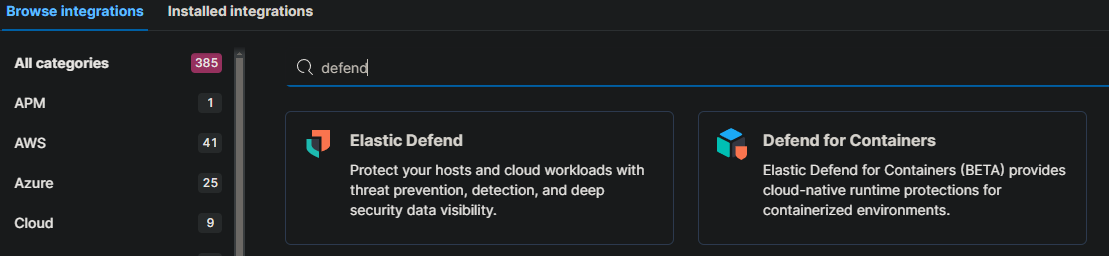 Browse integrations
Installed integrations
All categories 385
APM 1
AWS 41
Azure 25
Cloud 9
defend
Elastic Defend
Protect your hosts and cloud workloads with
threat prevention, detection, and deep
security data visibility.
Defend for Containers
Elastic Defend for Containers (BETA) provides
cloud-native runtime protections for
containerized environments.